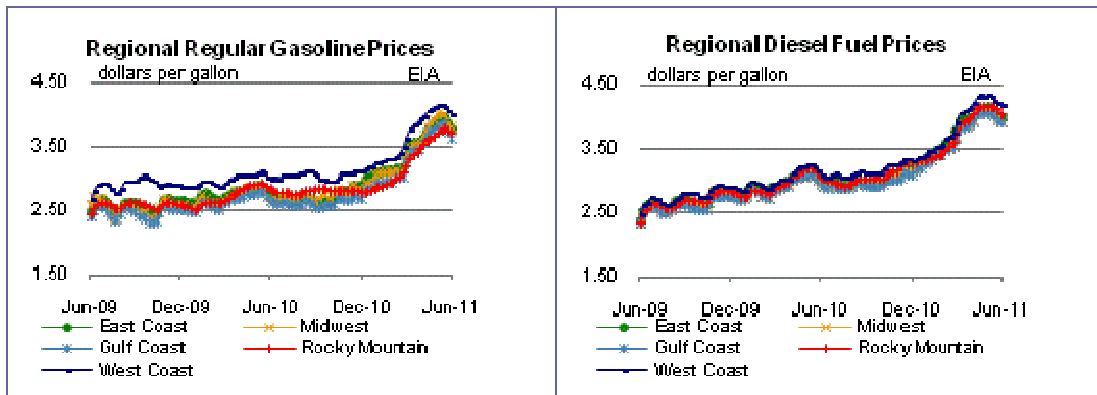 Regional Regular Gasoline Prices
dollars per gallon
EIA
4.50
3.50
2.50
1.50
Jun-09 Dec-09 Jun-10 Dec-10 Jun-11
East Coast Midwest
Gulf Coast Rocky Mountain
West Coast
Regional Diesel Fuel Prices
dollars per gallon
EIA
4.50
3.50
2.50
1.50
Jun-09 Dec-09 Jun-10 Dec-10 Jun-11
East Coast Midwest
Gulf Coast Rocky Mountain
West Coast